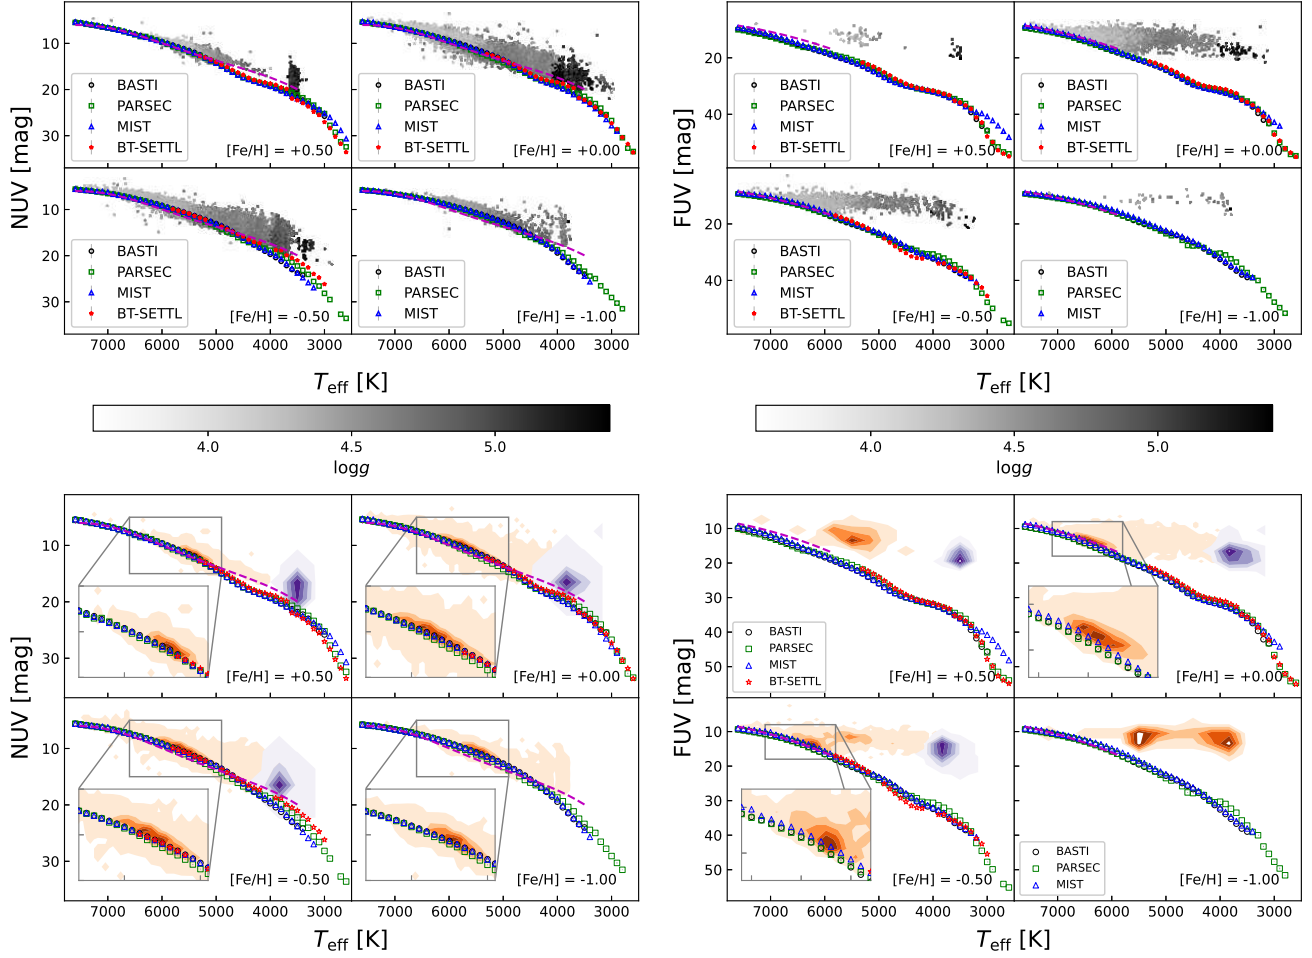 NUV [mag]
10
20
30
BASTI
PARSEC
MIST
BT-SETTL
[Fe/H] = +0.50
BASTI
PARSEC
MIST
BT-SETTL
[Fe/H] = +0.00
10
20
30
BASTI
PARSEC
MIST
BT-SETTL
[Fe/H] = -0.50
BASTI
PARSEC
MIST
[Fe/H] = -1.00
7000 6000 5000 4000 3000 7000 6000 5000 4000 3000
Teff [K]
4.0 4.5 5.0
logg
FUV [mag]
20
40
BASTI
PARSEC
MIST
BT-SETTL
[Fe/H] = +0.50
BASTI
PARSEC
MIST
BT-SETTL
[Fe/H] = +0.00
20
40
BASTI
PARSEC
MIST
BT-SETTL
[Fe/H] = -0.50
BASTI
PARSEC
MIST
[Fe/H] = -1.00
7000 6000 5000 4000 3000 7000 6000 5000 4000 3000
Teff [K]
4.0 4.5 5.0
logg
NUV [mag]
10
20
30
[Fe/H] = +0.50
[Fe/H] = +0.00
NUV [mag]
10
20
30
[Fe/H] = -0.50
[Fe/H] = -1.00
7000 6000 5000 4000 3000 7000 6000 5000 4000 3000
Teff [K]
FUV [mag]
10
20
30
40
50
BASTI
PARSEC
MIST
BT-SETTL
[Fe/H] = +0.50
[Fe/H] = +0.00
FUV [mag]
10
20
30
40
50
[Fe/H] = -0.50
BASTI
PARSEC
MIST
[Fe/H] = -1.00
7000 6000 5000 4000 3000 7000 6000 5000 4000 3000
Teff [K]